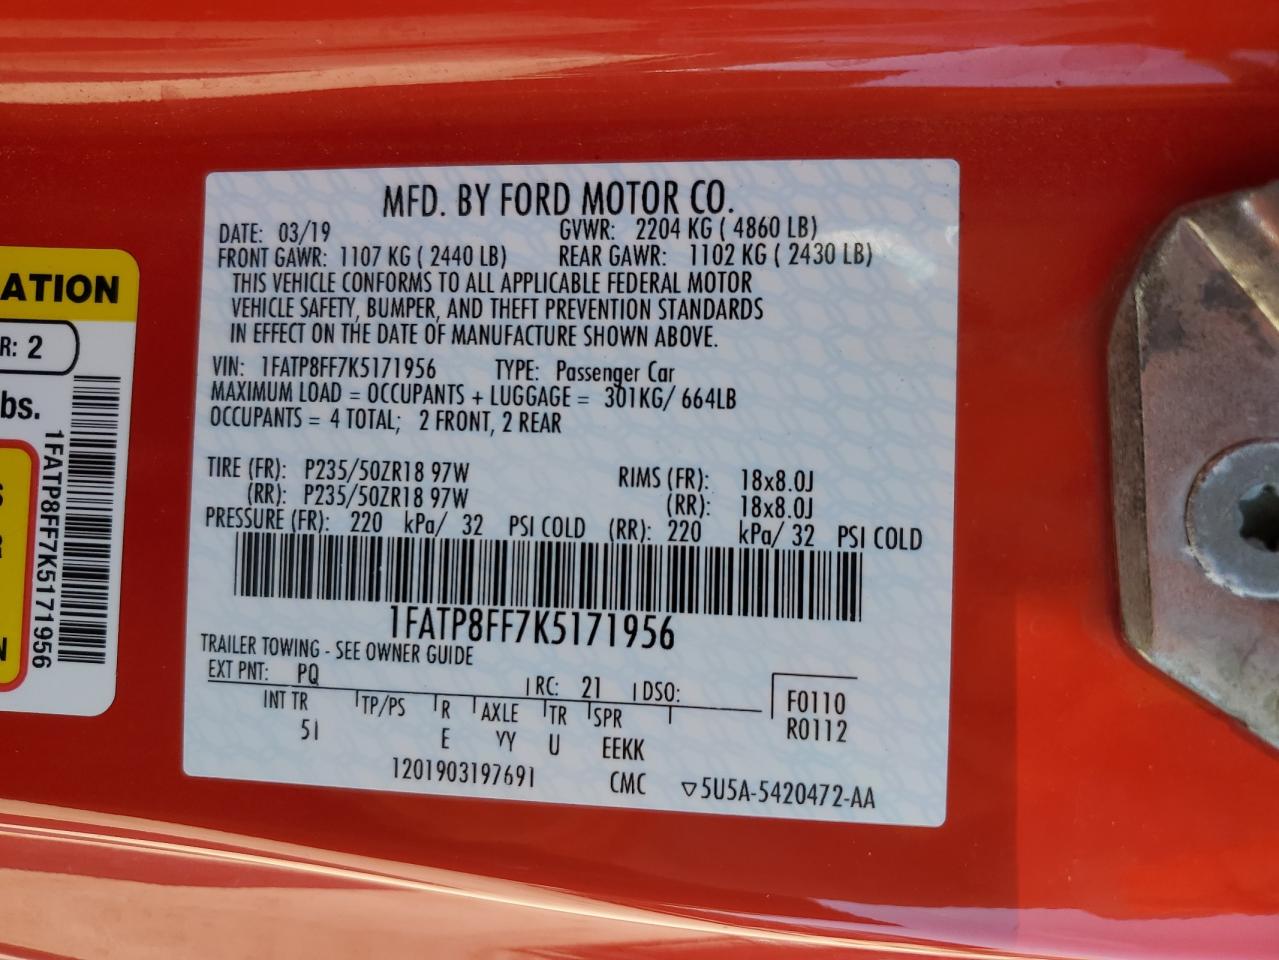 MFD. BY FORD MOTOR CO.
DATE: 03/19 GVWR: 2204 KG ( 4860 LB)
FRONT GAWR: 1107 KG ( 2440 LB) REAR GAWR: 1102 KG ( 2430 LB)
THIS VEHICLE CONFORMS TO ALL APPLICABLE FEDERAL MOTOR
VEHICLE SAFETY, BUMPER, AND THEFT PREVENTION STANDARDS
IN EFFECT ON THE DATE OF MANUFACTURE SHOWN ABOVE.
VIN: 1FATP8FF7K5171956 TYPE: Passenger Car
MAXIMUM LOAD = OCCUPANTS + LUGGAGE = 301KG/ 664LB
OCCUPANTS = 4 TOTAL; 2 FRONT, 2 REAR
TIRE (FR): P235/50ZR18 97W RIMS (FR): 18x8.0J
(RR): P235/50ZR18 97W (RR): 18x8.0J
PRESSURE (FR): 220 kPa/ 32 PSI COLD (RR): 220 kPa/ 32 PSI COLD
1FATP8FF7K5171956
TRAILER TOWING - SEE OWNER GUIDE
EXT PNT: PQ RC: 21 DSO: F0110
INT TR TP/PS R AXLE TR SPR R0112
5I E YY U EEKK
1201903197691 CMC ▽5U5A-5420472-AA
ATION
R: 2
bs.
1FATP8FF7K5171956
S
R
N